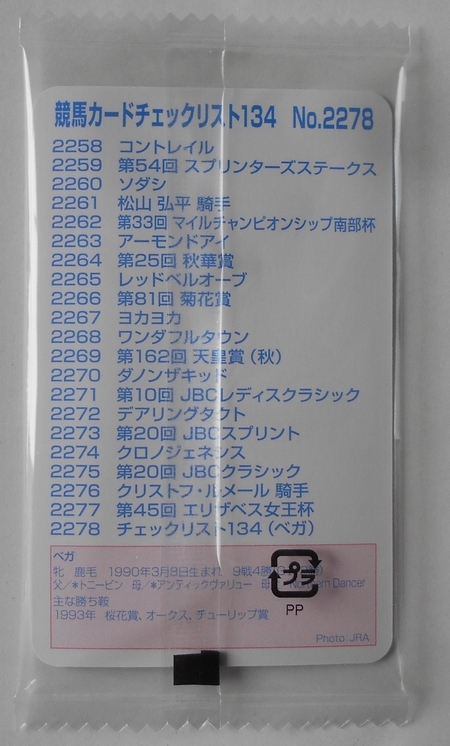 競馬カードチェックリスト134 No.2278
2258 コントレイル
2259 第54回 スプリンターズステークス
2260 ソダシ
2261 松山 弘平 騎手
2262 第33回 マイルチャンピオンシップ南部杯
2263 アーモンドアイ
2264 第25回 秋華賞
2265 レッドベルオーブ
2266 第81回 菊花賞
2267 ヨカヨカ
2268 ワンダフルタウン
2269 第162回 天皇賞（秋）
2270 ダノンザキッド
2271 第10回 JBCレディスクラシック
2272 デアリングタクト
2273 第20回 JBCスプリント
2274 クロノジェネシス
2275 第20回 JBCクラシック
2276 クリストフ・ルメール 騎手
2277 第45回 エリザベス女王杯
2278 チェックリスト134（ベガ）
ベガ
牝 鹿毛 1990年3月8日生まれ 9戦4勝
父／*トニービン 母／*アンティックヴァリュー 母 Dancer
主な勝ち鞍
1993年 桜花賞、オークス、チューリップ賞
プラ
PP
Photo:JRA